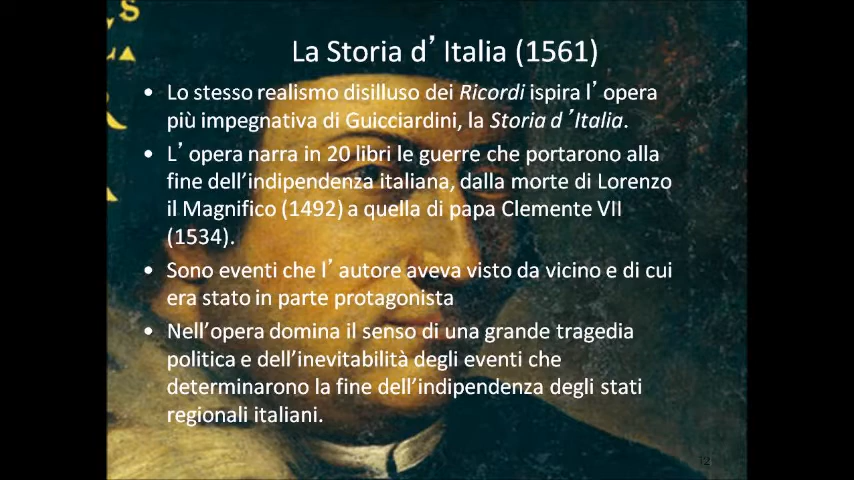 S
LA
La Storia d’ Italia (1561)
• Lo stesso realismo disilluso dei Ricordi ispira l’ opera
più impegnativa di Guicciardini, la Storia d ’Italia.
• L’ opera narra in 20 libri le guerre che portarono alla
fine dell’indipendenza italiana, dalla morte di Lorenzo
il Magnifico (1492) a quella di papa Clemente VII
(1534).
• Sono eventi che l’ autore aveva visto da vicino e di cui
era stato in parte protagonista
• Nell’opera domina il senso di una grande tragedia
politica e dell’inevitabilità degli eventi che
determinarono la fine dell’indipendenza degli stati
regionali italiani.
12